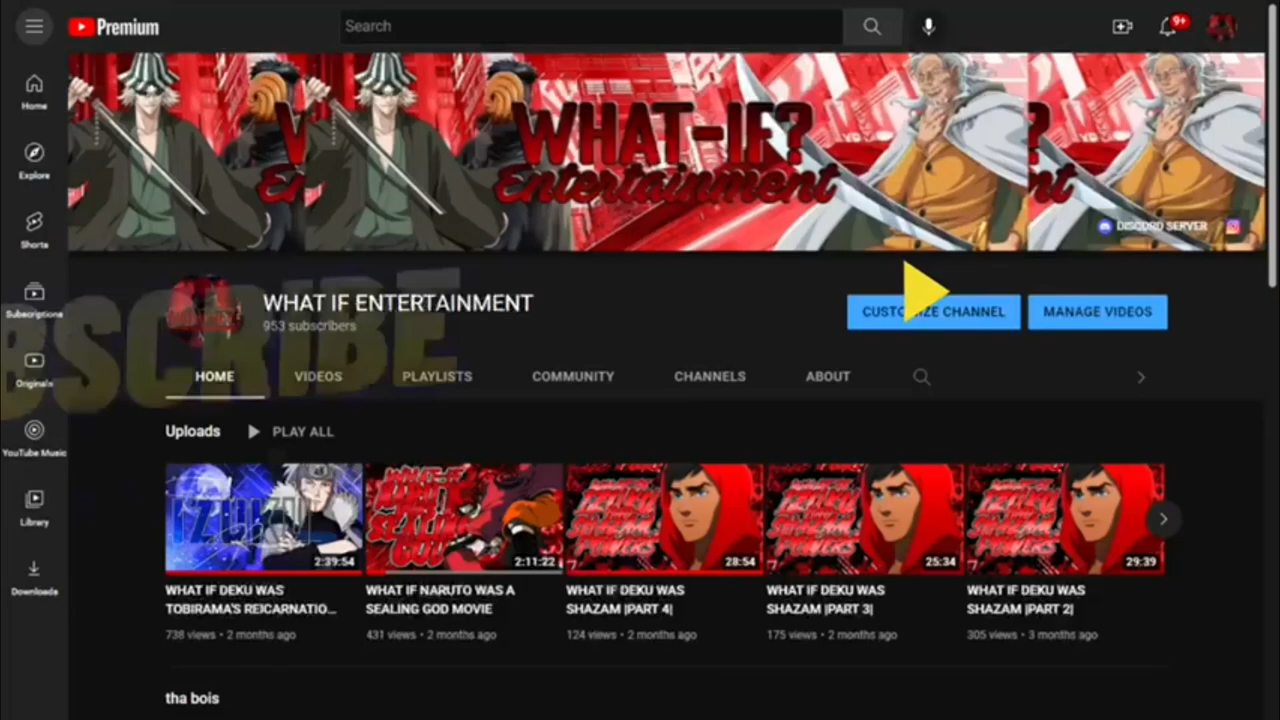 Premium
Search
9+
Home
Explore
Shorts
Subscriptions
Originals
YouTube Music
Library
Downloads
WHAT-IF?
Entertainment
DISCORD SERVER
BSCRIBE
WHAT IF ENTERTAINMENT
953 subscribers
CUSTOMIZE CHANNEL
MANAGE VIDEOS
HOME VIDEOS PLAYLISTS COMMUNITY CHANNELS ABOUT
Uploads PLAY ALL
IZUKU
2:39:54 2:11:22 28:54 25:34 29:39
WHAT IF DEKU WAS
TOBIRAMA'S REICARNATIO...
738 views • 2 months ago
WHAT IF NARUTO WAS A
SEALING GOD MOVIE
431 views • 2 months ago
WHAT IF DEKU WAS
SHAZAM |PART 4|
124 views • 2 months ago
WHAT IF DEKU WAS
SHAZAM |PART 3|
175 views • 2 months ago
WHAT IF DEKU WAS
SHAZAM |PART 2|
305 views • 3 months ago
tha bois